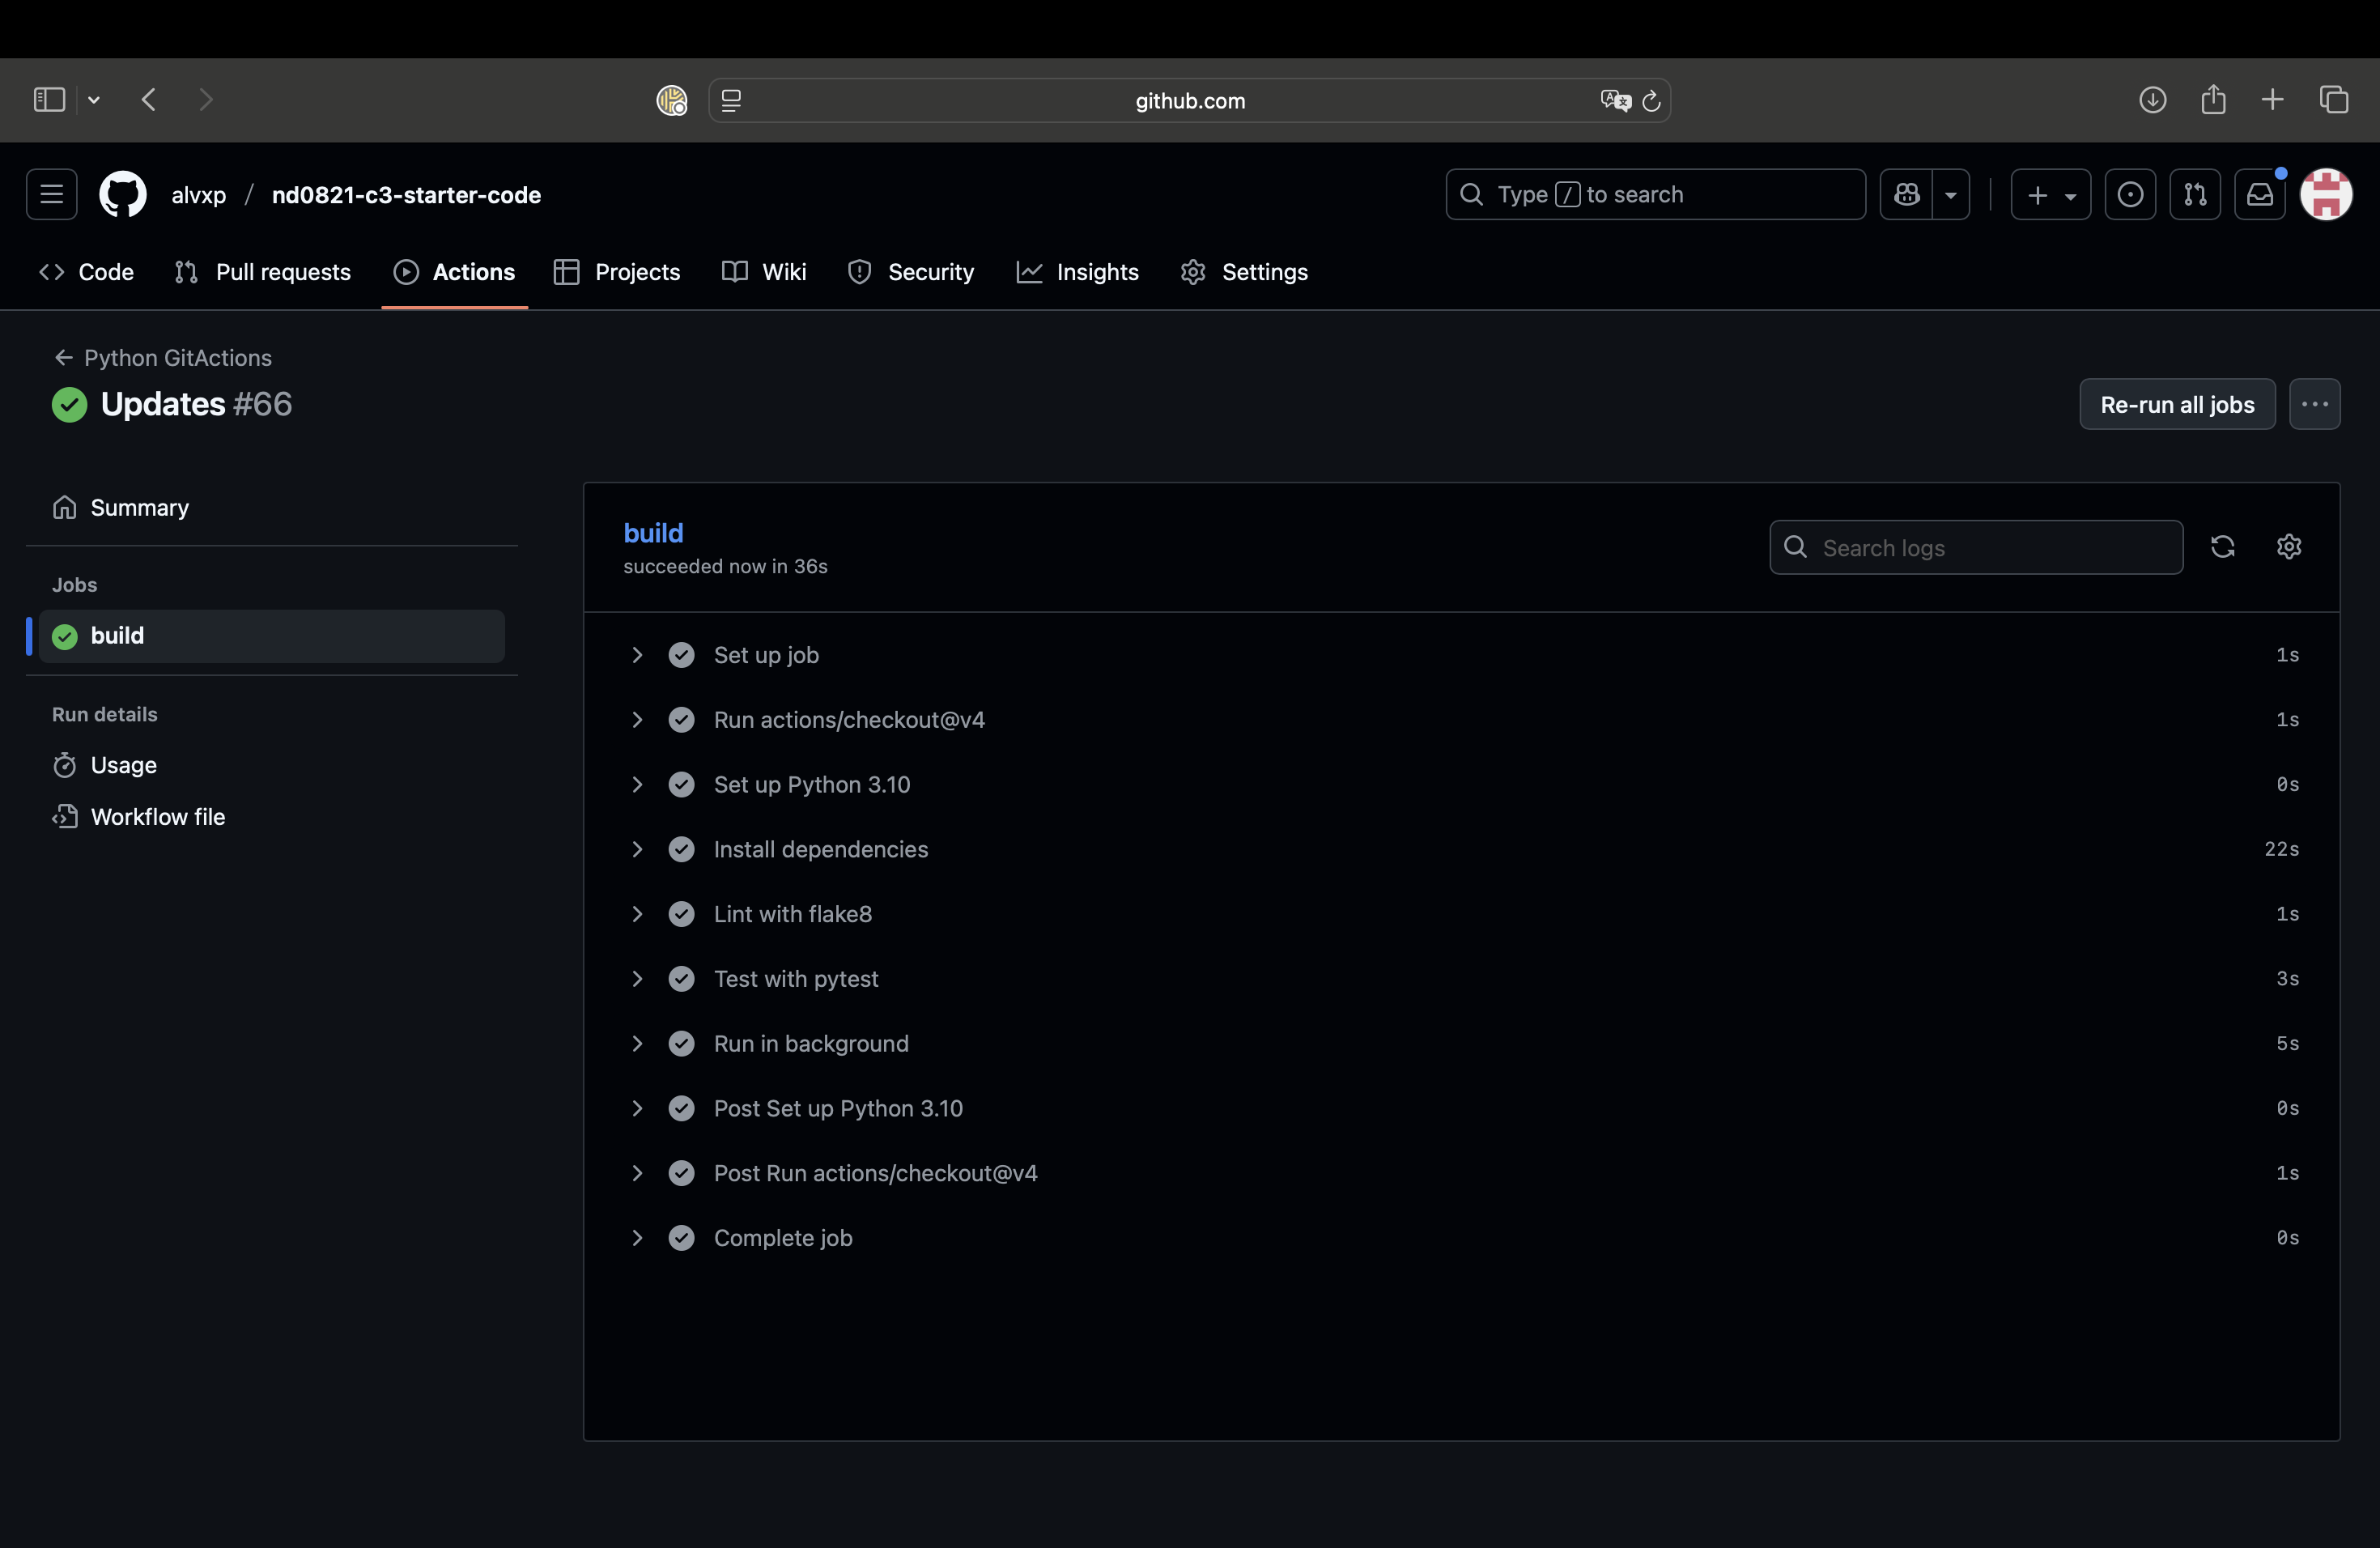 github.com
alvxp / nd0821-c3-starter-code
Type / to search
Code Pull requests Actions Projects Wiki Security Insights Settings
Python GitActions
Updates #66
Re-run all jobs
Summary
Jobs
build
Run details
Usage
Workflow file
build
succeeded now in 36s
Search logs
Set up job 1s
Run actions/checkout@v4 1s
Set up Python 3.10 0s
Install dependencies 22s
Lint with flake8 1s
Test with pytest 3s
Run in background 5s
Post Set up Python 3.10 0s
Post Run actions/checkout@v4 1s
Complete job 0s